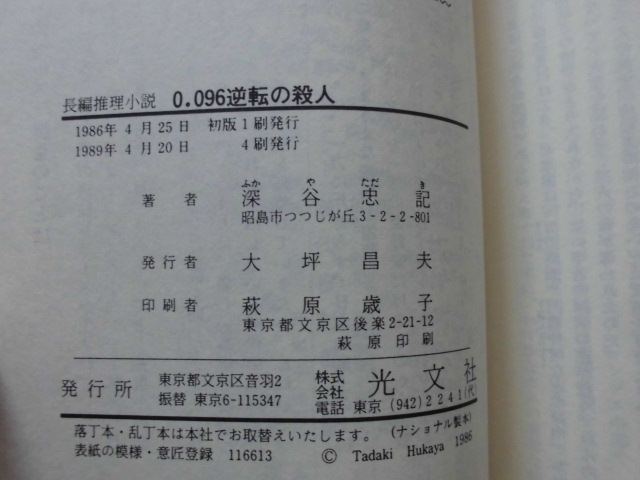 長編推理小説 0.096逆転の殺人
1986年 4月25日 初版1刷発行
1989年 4月20日 4刷発行
ふか や ただ き
著者 深谷忠記
昭島市つつじが丘3-2-2-801
発行者 大坪昌夫
印刷者 萩原歳子
東京都文京区後楽2-21-12
萩原印刷
発行所 東京都文京区音羽2 株式会社 光文社
振替 東京6-115347 電話 東京(942)2241(代)
落丁本・乱丁本は本社でお取替えいたします。 (ナショナル製本)
表紙の模様・意匠登録 116613 © Tadaki Hukaya 1986